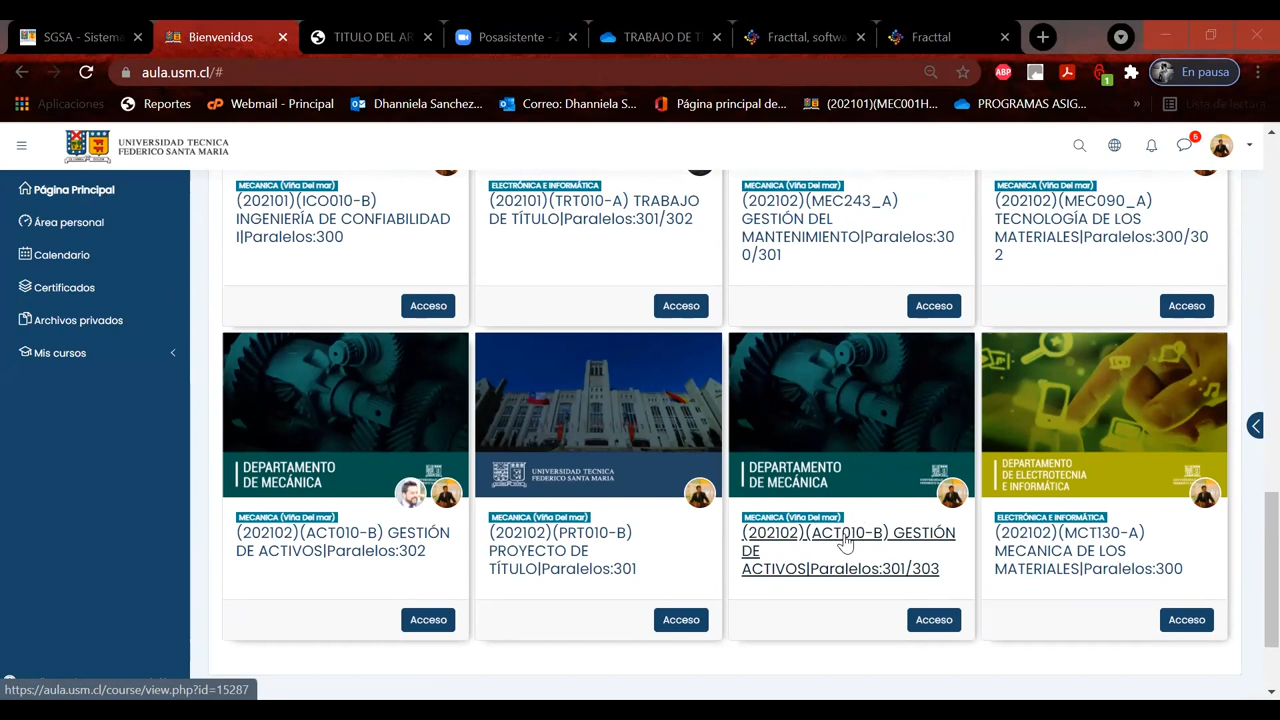 SGSA - Sistema
Bienvenidos
TITULO DEL AR
Posasistente - A
TRABAJO DE T
Fracttal, softwa
Fracttal
aula.usm.cl/#
ABP
1
En pausa
Aplicaciones
Reportes
Webmail - Principal
Dhanniela Sanchez...
Correo: Dhanniela S...
Página principal de...
(202101)(MEC001H...
PROGRAMAS ASIG...
»
Lista de lectura
UNIVERSIDAD TECNICA
FEDERICO SANTA MARIA
6
Página Principal
Área personal
Calendario
Certificados
Archivos privados
Mis cursos
MECANICA (Viña Del mar)
(202101)(ICO010-B)
INGENIERÍA DE CONFIABILIDAD
I|Paralelos:300
Acceso
ELECTRÓNICA E INFORMÁTICA
(202101)(TRT010-A) TRABAJO
DE TÍTULO|Paralelos:301/302
Acceso
MECANICA (Viña Del mar)
(202102)(MEC243_A)
GESTIÓN DEL
MANTENIMIENTO|Paralelos:30
0/301
Acceso
MECANICA (Viña Del mar)
(202102)(MEC090_A)
TECNOLOGÍA DE LOS
MATERIALES|Paralelos:300/30
2
Acceso
DEPARTAMENTO
DE MECÁNICA
MECANICA (Viña Del mar)
(202102)(ACT010-B) GESTIÓN
DE ACTIVOS|Paralelos:302
Acceso
UNIVERSIDAD TECNICA
FEDERICO SANTA MARIA
MECANICA (Viña Del mar)
(202102)(PRT010-B)
PROYECTO DE
TÍTULO|Paralelos:301
Acceso
DEPARTAMENTO
DE MECÁNICA
MECANICA (Viña Del mar)
(202102)(ACT010-B) GESTIÓN
DE
ACTIVOS|Paralelos:301/303
Acceso
DEPARTAMENTO DE
ELECTROTECNIA
E INFORMÁTICA
ELECTRÓNICA E INFORMÁTICA
(202102)(MCT130-A)
MECANICA DE LOS
MATERIALES|Paralelos:300
Acceso
https://aula.usm.cl/course/view.php?id=15287